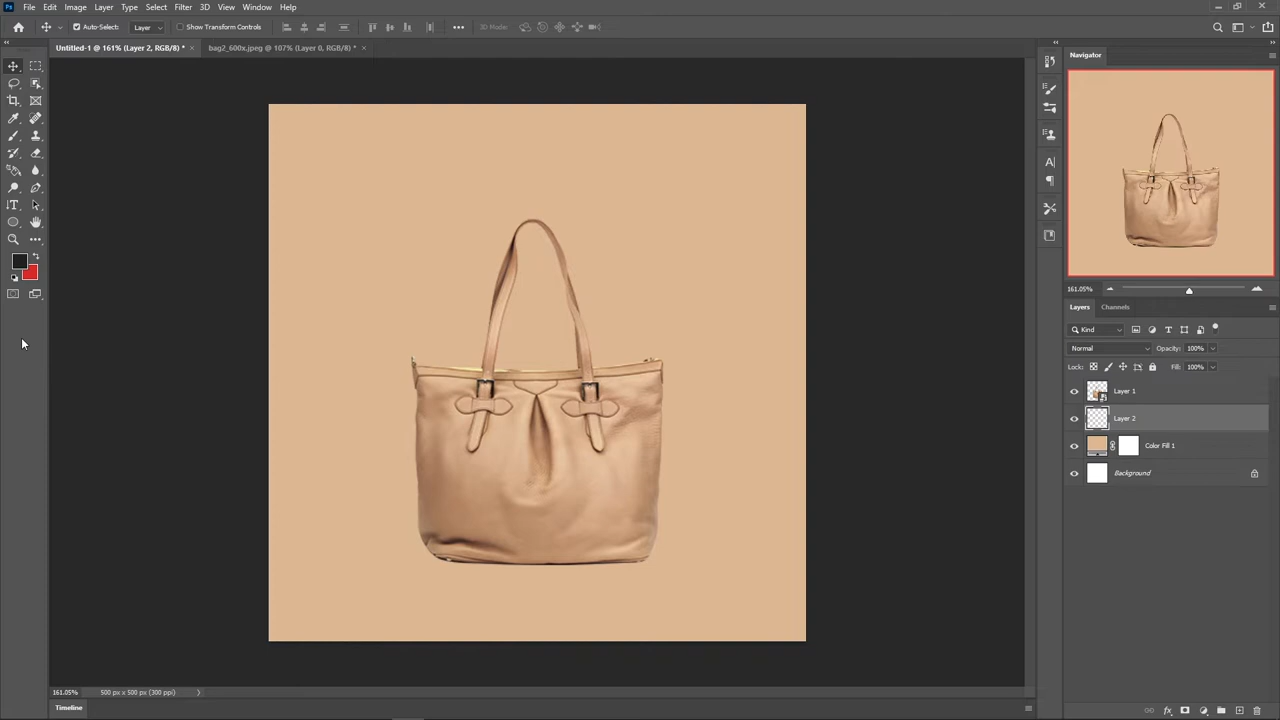 Ps File Edit Image Layer Type Select Filter 3D View Window Help
Auto-Select: Layer Show Transform Controls 3D Mode:
Untitled-1 @ 161% (Layer 2, RGB/8) * × bag2_600x.jpeg @ 107% (Layer 0, RGB/8) * ×
Navigator
161.05%
Layers Channels
Kind
Normal Opacity: 100%
Lock: Fill: 100%
Layer 1
Layer 2
Color Fill 1
Background
161.05% 500 px x 500 px (300 ppi)
Timeline